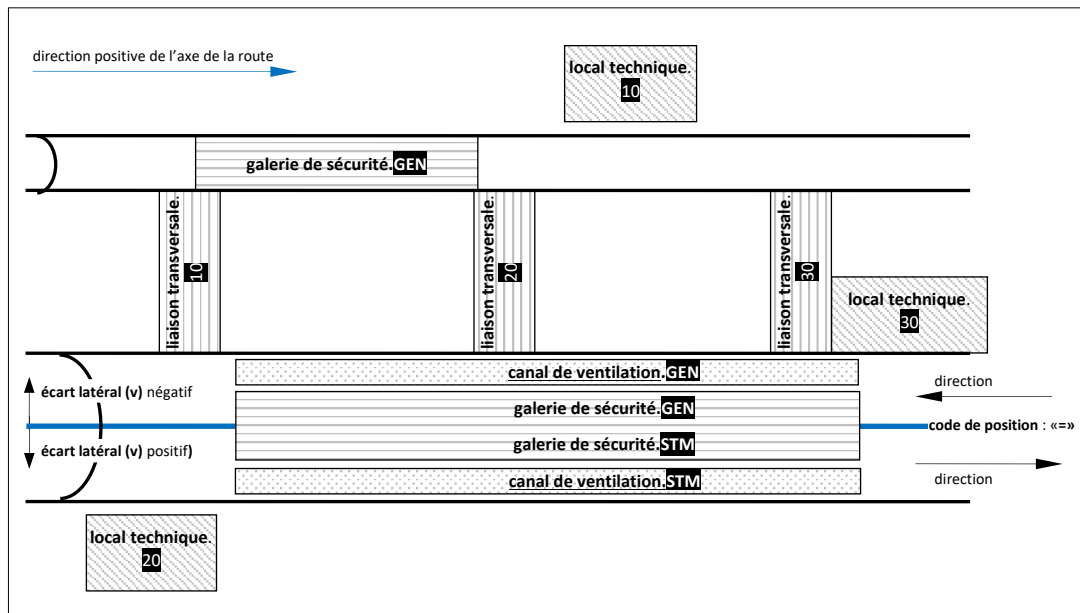 direction positive de l’axe de la route
local technique.
10
galerie de sécurité.GEN
liaison transversale.
10
liaison transversale.
20
liaison transversale.
30
local technique.
30
canal de ventilation.GEN
écart latéral (v) négatif
direction
galerie de sécurité.GEN
code de position : «=»
galerie de sécurité.STM
écart latéral (v) positif)
canal de ventilation.STM
direction
local technique.
20